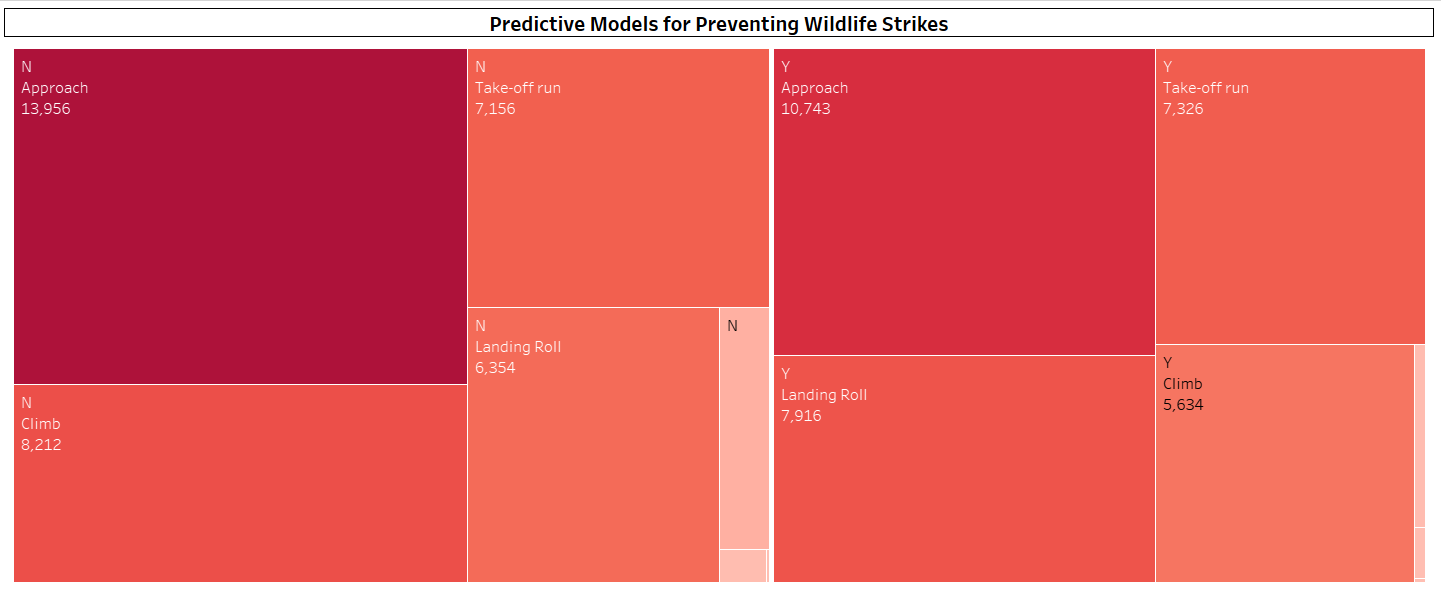 Predictive Models for Preventing Wildlife Strikes
N
Approach
13,956
N
Take-off run
7,156
Y
Approach
10,743
Y
Take-off run
7,326
N
Landing Roll
6,354
N
N
Climb
8,212
Y
Landing Roll
7,916
Y
Climb
5,634